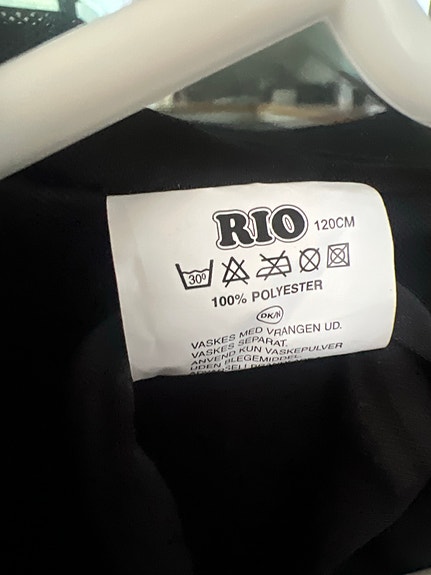 RIO 120CM
30°
100% POLYESTER
DK/N
VASKES MED VRANGEN UD.
VASKES SEPARAT.
ANVEND KUN VASKEPULVER
UDEN BLEGEMIDDEL